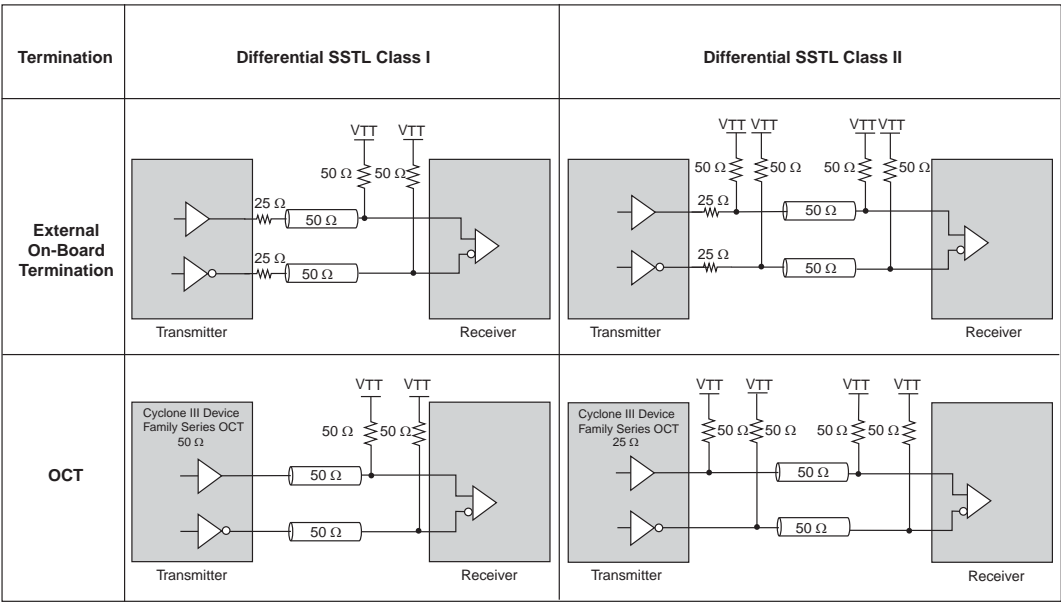 Termination
Differential SSTL Class I
Differential SSTL Class II
External
On-Board
Termination
VTT VTT
50 Ω 50 Ω
25 Ω
50 Ω
25 Ω
50 Ω
Transmitter
Receiver
VTT VTT VTT VTT
50 Ω 50 Ω 50 Ω 50 Ω
25 Ω
50 Ω
25 Ω
50 Ω
Transmitter
Receiver
OCT
Cyclone III Device
Family Series OCT
50 Ω
VTT VTT
50 Ω 50 Ω
50 Ω
50 Ω
Transmitter
Receiver
Cyclone III Device
Family Series OCT
25 Ω
VTT VTT VTT VTT
50 Ω 50 Ω 50 Ω 50 Ω
50 Ω
50 Ω
Transmitter
Receiver